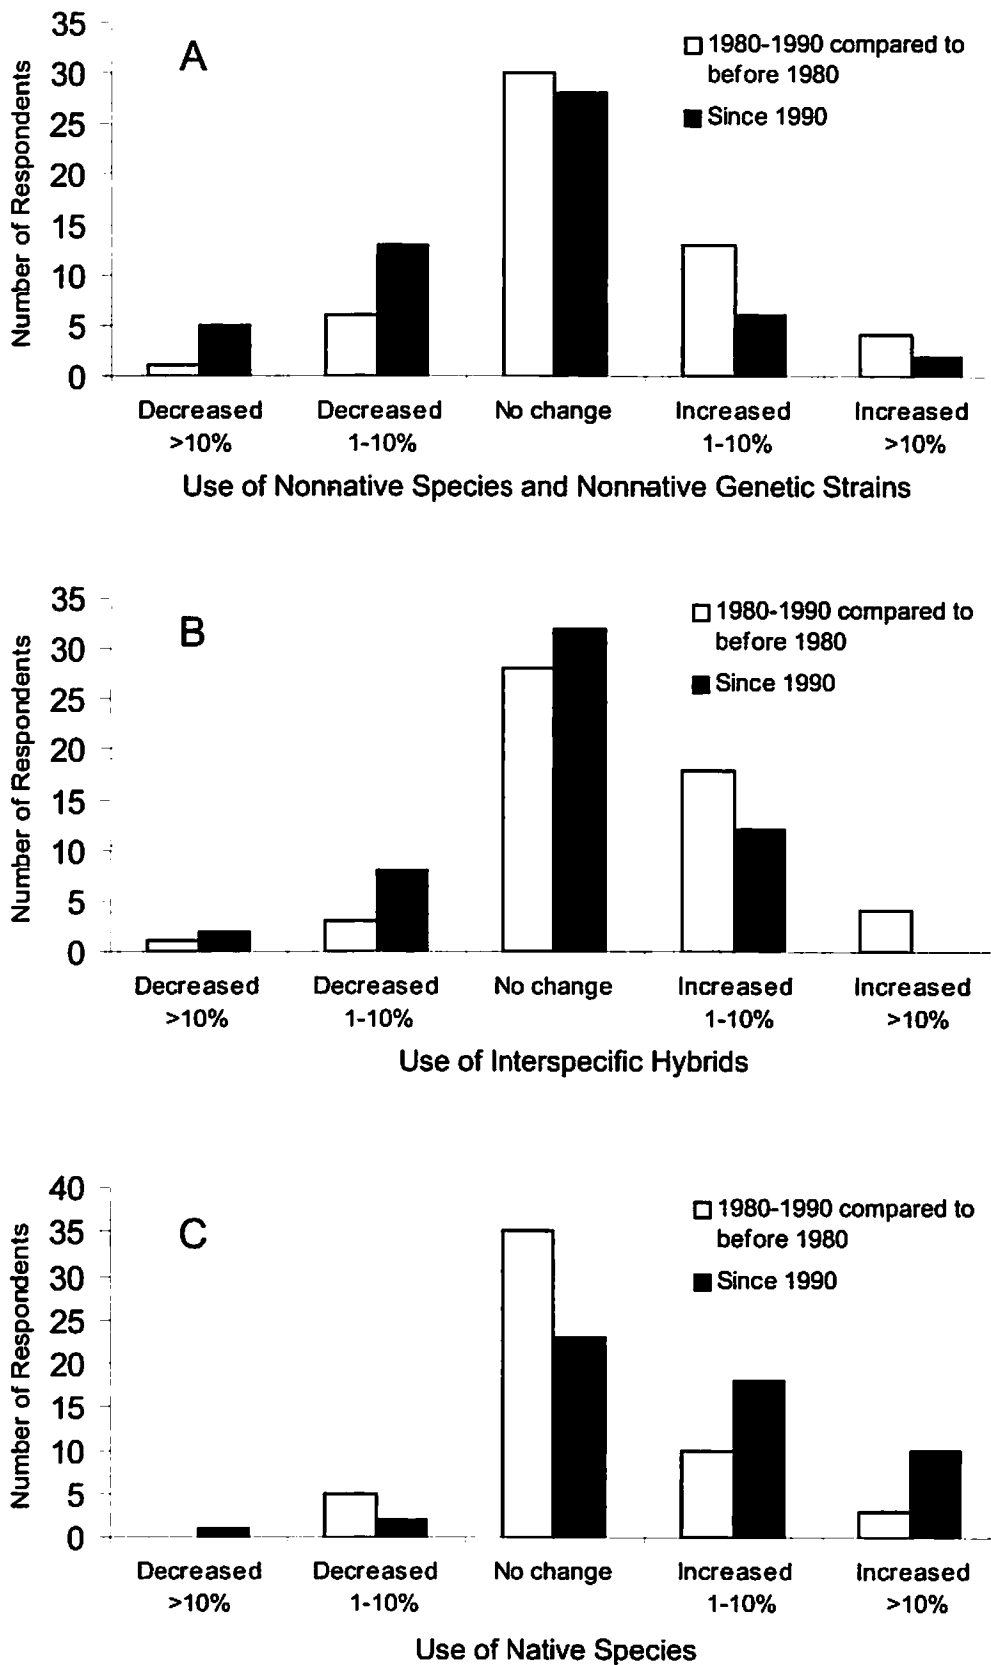 35
30
25
20
15
10
5
0
Number of Respondents
A
1980-1990 compared to
before 1980
Since 1990
Decreased
>10%
Decreased
1-10%
No change
Increased
1-10%
Increased
>10%
Use of Nonnative Species and Nonnative Genetic Strains
35
30
25
20
15
10
5
0
Number of Respondents
B
1980-1990 compared to
before 1980
Since 1990
Decreased
>10%
Decreased
1-10%
No change
Increased
1-10%
Increased
>10%
Use of Interspecific Hybrids
40
35
30
25
20
15
10
5
0
Number of Respondents
C
1980-1990 compared to
before 1980
Since 1990
Decreased
>10%
Decreased
1-10%
No change
Increased
1-10%
Increased
>10%
Use of Native Species